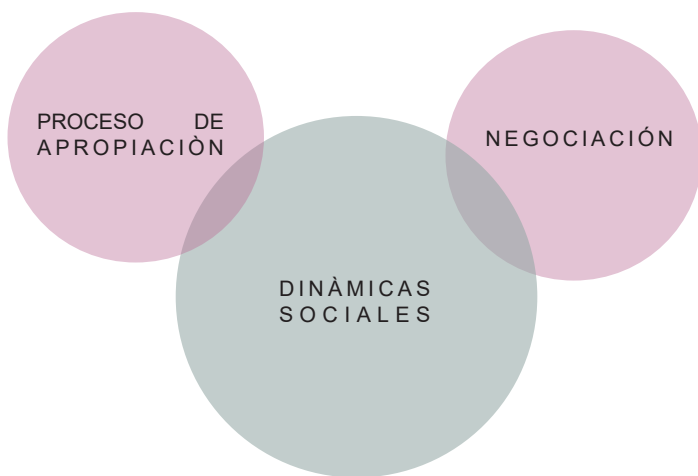 PROCESO DE
APROPIACIÒN
NEGOCIACIÓN
DINÀMICAS
SOCIALES